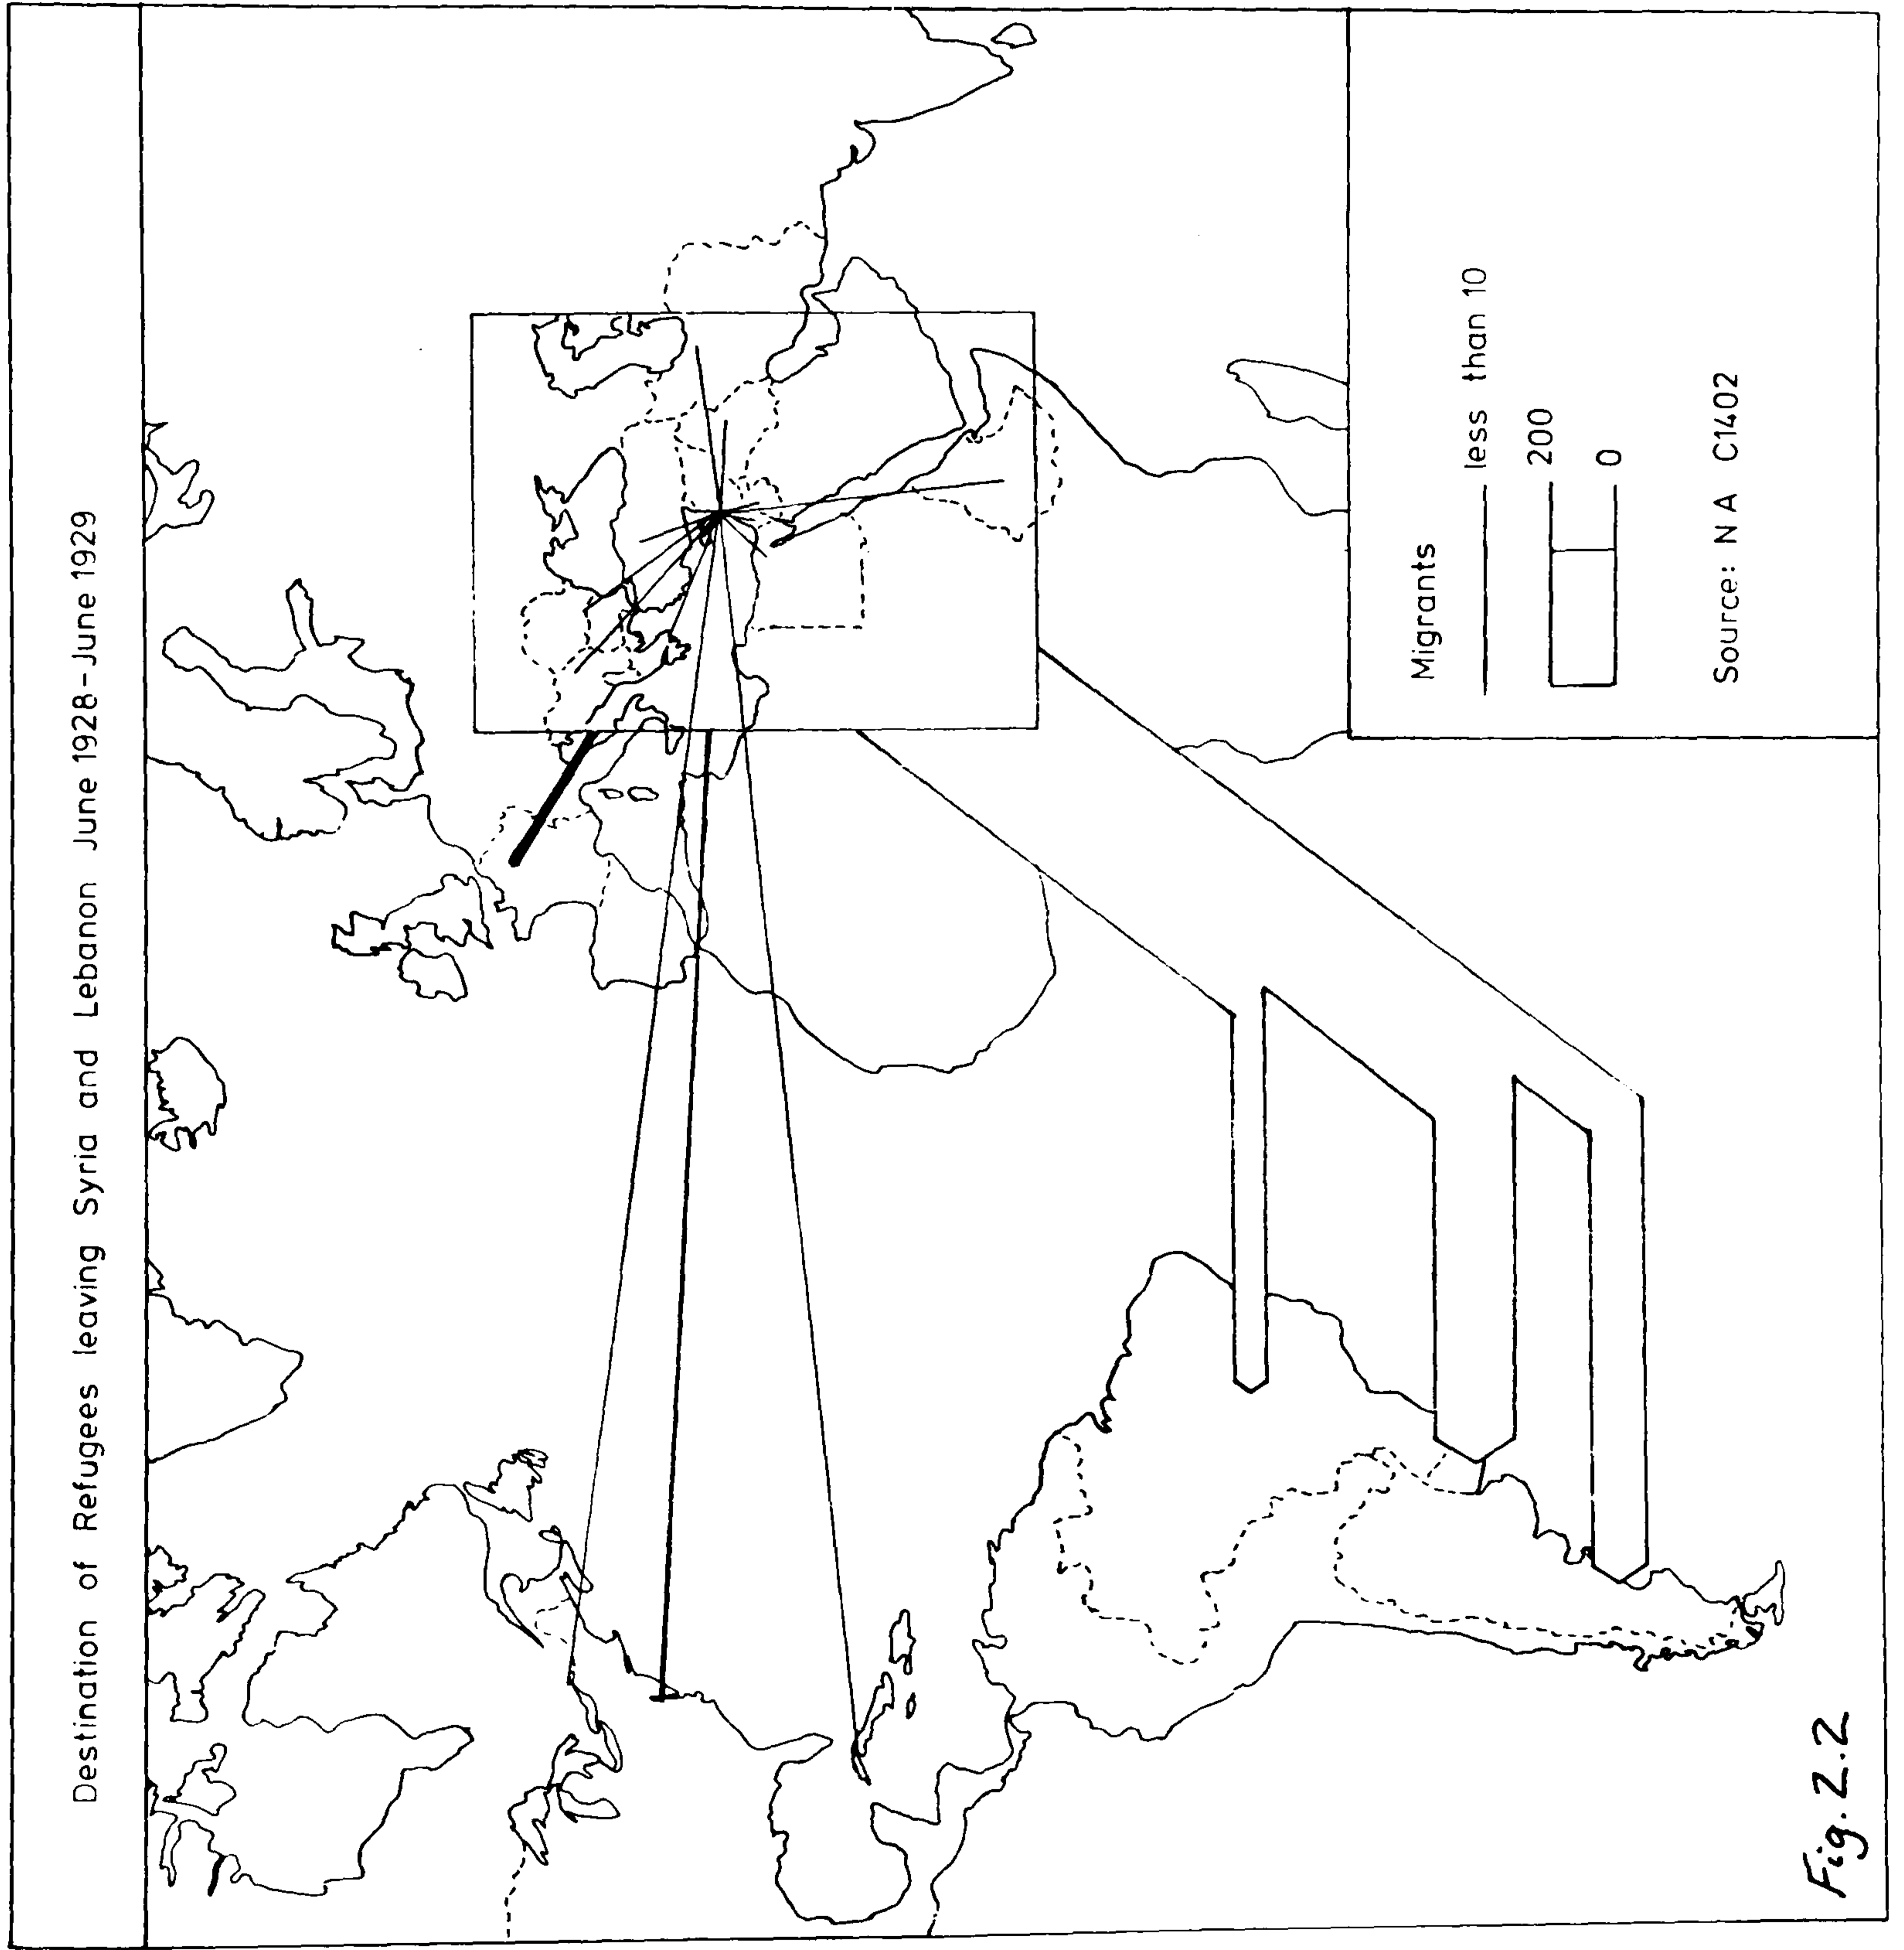 Destination of Refugees leaving Syria and Lebanon June 1928-June 1929
Migrants
less than 10
200
0
Source: N A C1402
Fig. 2.2